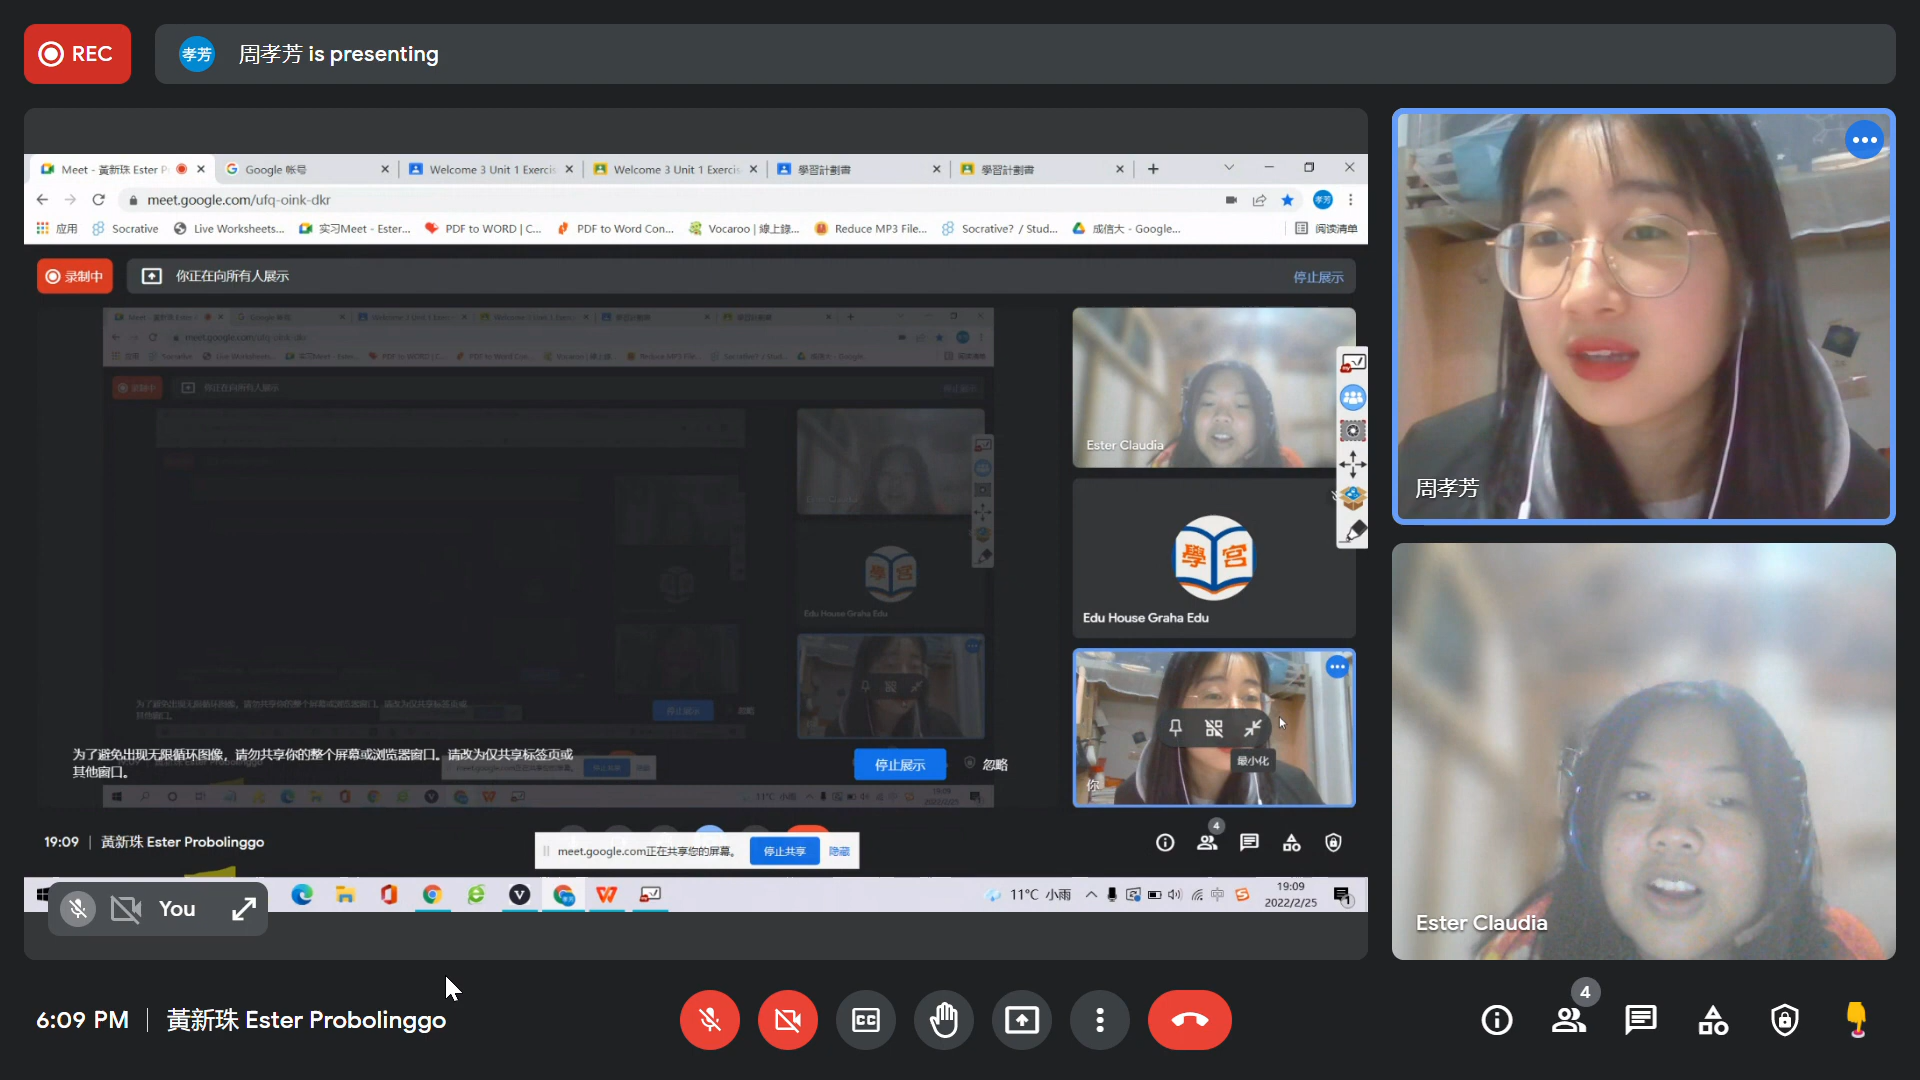 REC
孝芳
周孝芳 is presenting
Meet - 黃新珠 Ester P
Google 帐号
Welcome 3 Unit 1 Exercis
Welcome 3 Unit 1 Exercis
學習計劃書
學習計劃書
meet.google.com/ufq-oink-dkr
孝芳
应用
Socrative
Live Worksheets...
实习Meet - Ester...
PDF to WORD | C...
PDF to Word Con...
Vocaroo | 線上錄...
Reduce MP3 File...
Socrative? / Stud...
成信大 - Google...
阅读清单
录制中
你正在向所有人展示
停止展示
Ester Claudia
學宮
Edu House Graha Edu
最小化
你
为了避免出现无限循环图像，请勿共享你的整个屏幕或浏览器窗口。请改为仅共享标签页或
其他窗口。
停止展示
忽略
19:09 | 黃新珠 Ester Probolinggo
meet.google.com正在共享您的屏幕。
停止共享
隐藏
4
11°C 小雨
中
19:09
2022/2/25
1
You
周孝芳
Ester Claudia
6:09 PM | 黃新珠 Ester Probolinggo
CC
4